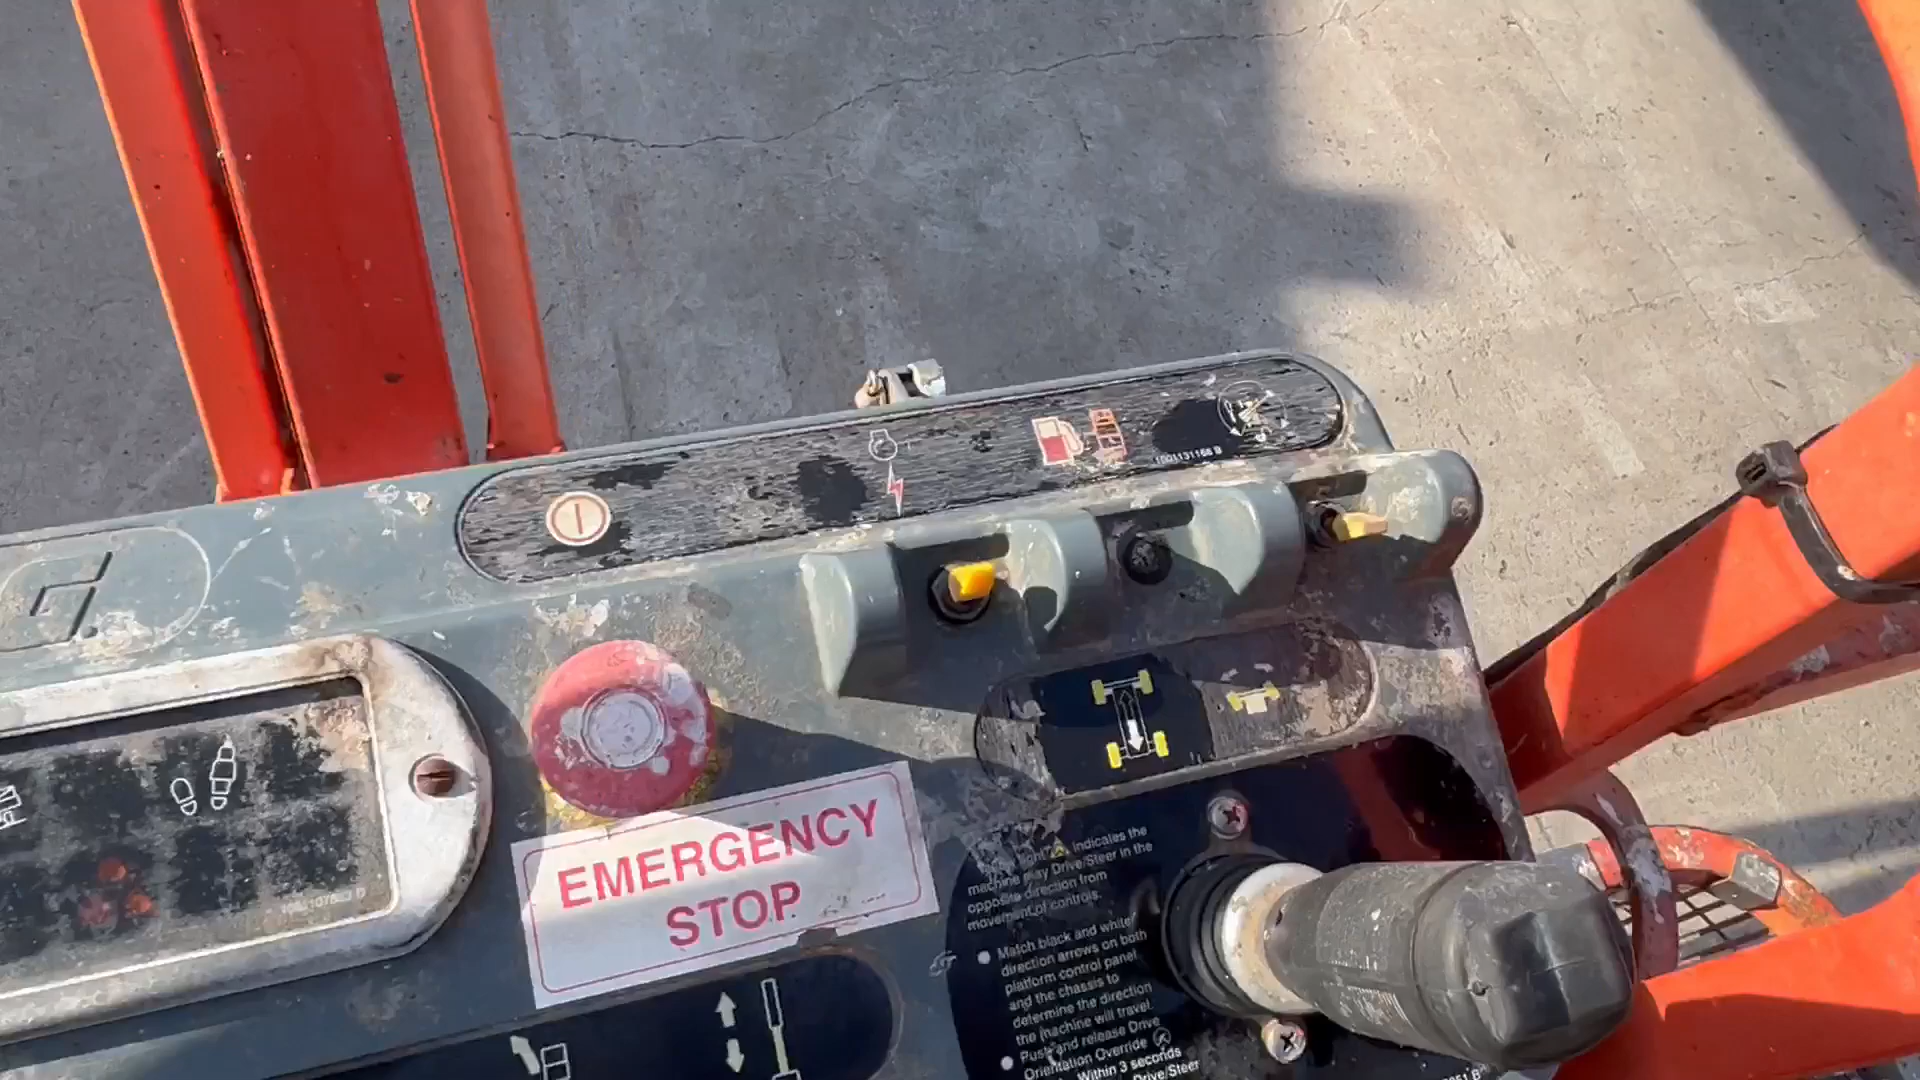 1001131168 B
EMERGENCY
STOP
indicates the
machine may Drive/Steer in the
opposite direction from
movement of controls.
Match black and white
direction arrows on both
platform control panel
and the chassis to
determine the direction
the machine will travel.
Push and release Drive
Orientation Override
Within 3 seconds
Drive/Steer